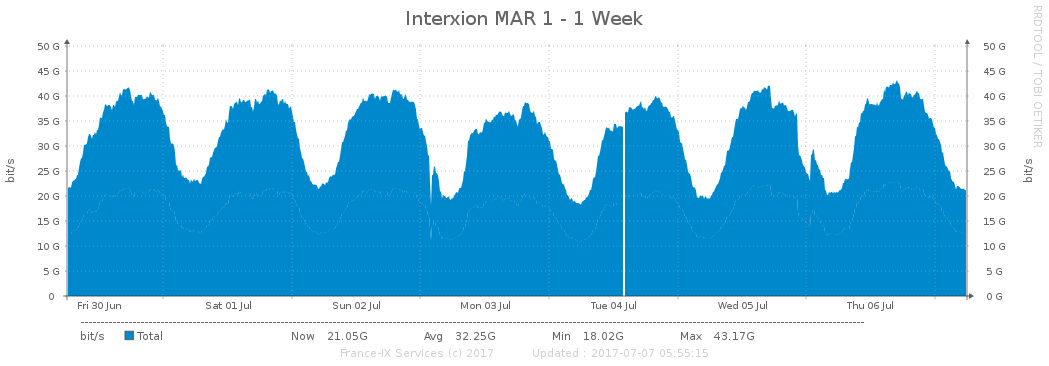 Interxion MAR 1 - 1 Week
RRDTOOL / TOBI OETIKER
50 G 50 G
45 G 45 G
40 G 40 G
35 G 35 G
30 G 30 G
25 G 25 G
20 G 20 G
15 G 15 G
10 G 10 G
5 G 5 G
0 0 G
bit/s bit/s
Fri 30 Jun Sat 01 Jul Sun 02 Jul Mon 03 Jul Tue 04 Jul Wed 05 Jul Thu 06 Jul
bit/s Total Now 21.05G Avg 32.25G Min 18.02G Max 43.17G
France-IX Services (c) 2017 Updated : 2017-07-07 05:55:15